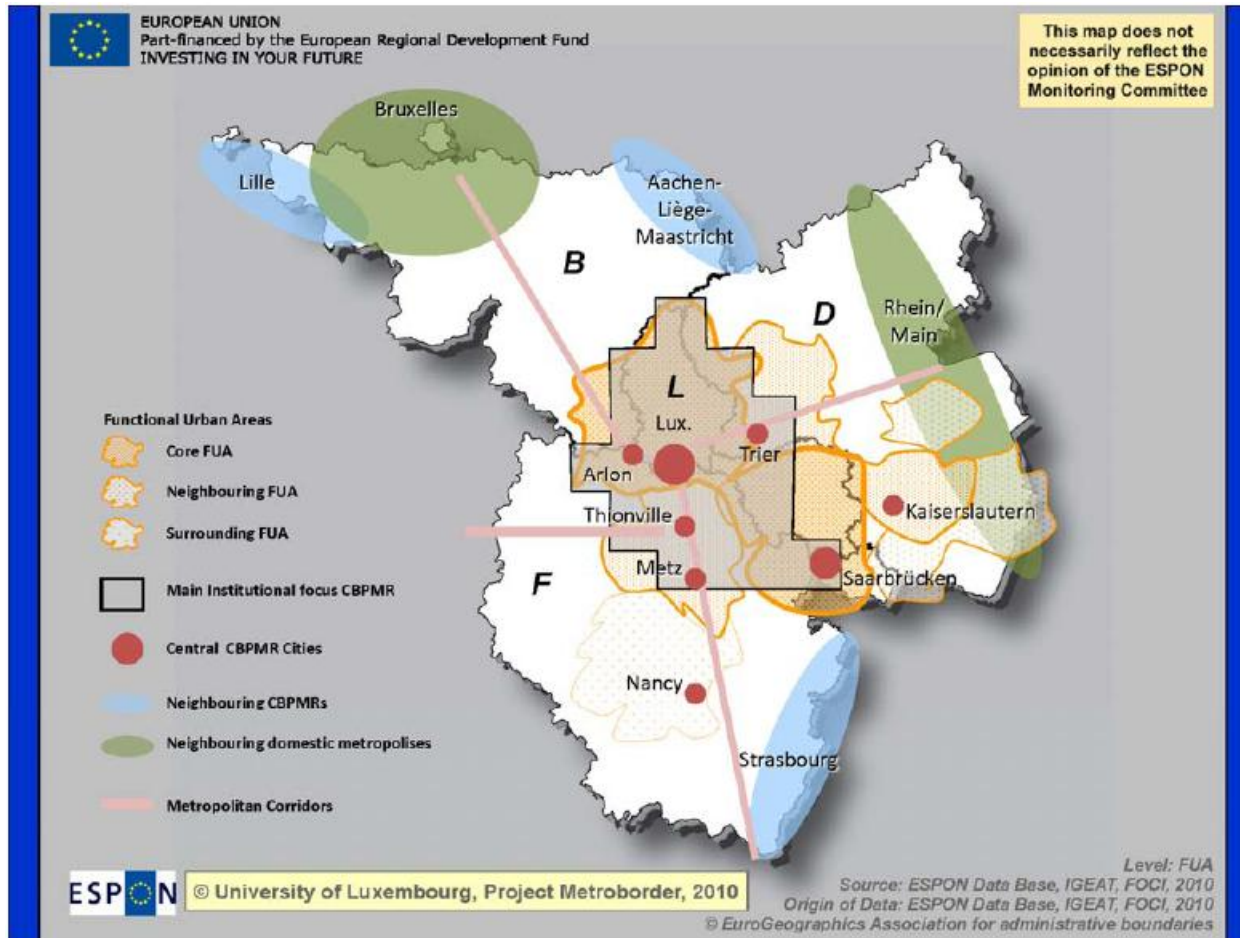 EUROPEAN UNION
Part-financed by the European Regional Development Fund
INVESTING IN YOUR FUTURE
This map does not
necessarily reflect the
opinion of the ESPON
Monitoring Committee
Bruxelles
Lille
Aachen-
Liège-
Maastricht
B
D
Rhein/
Main
L
Lux.
Trier
Arlon
Thionville
Kaiserslautern
Metz
Saarbrücken
F
Nancy
Strasbourg
Functional Urban Areas
Core FUA
Neighbouring FUA
Surrounding FUA
Main Institutional focus CBPMR
Central CBPMR Cities
Neighbouring CBPMRs
Neighbouring domestic metropolises
Metropolitan Corridors
ESPON
© University of Luxembourg, Project Metroborder, 2010
Level: FUA
Source: ESPON Data Base, IGEAT, FOCI, 2010
Origin of Data: ESPON Data Base, IGEAT, FOCI, 2010
© EuroGeographics Association for administrative boundaries